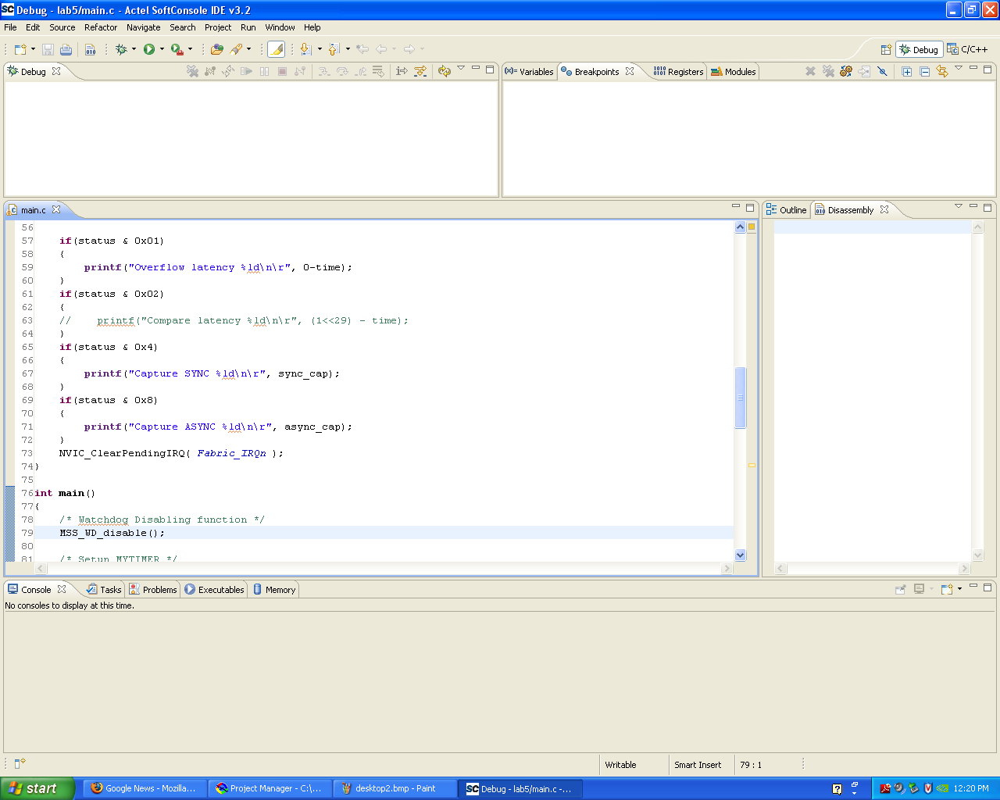 Debug - lab5/main.c - Actel SoftConsole IDE v3.2
File Edit Source Refactor Navigate Search Project Run Window Help
Debug C/C++
Debug
Variables Breakpoints Registers Modules
main.c
Outline Disassembly
56
57     if(status & 0x01)
58     {
59         printf("Overflow latency %ld\n\r", 0-time);
60     }
61     if(status & 0x02)
62     {
63     //    printf("Compare latency %ld\n\r", (1<<29) - time);
64     }
65     if(status & 0x4)
66     {
67         printf("Capture SYNC %ld\n\r", sync_cap);
68     }
69     if(status & 0x8)
70     {
71         printf("Capture ASYNC %ld\n\r", async_cap);
72     }
73     NVIC_ClearPendingIRQ( Fabric_IRQn );
74 }
75
76 int main()
77 {
78     /* Watchdog Disabling function */
79     MSS_WD_disable();
80
81     /* Setup MYTIMER */
Console Tasks Problems Executables Memory
No consoles to display at this time.
Writable Smart Insert 79 : 1
start Google News - Mozilla... Project Manager - C:\... desktop2.bmp - Paint Debug - lab5/main.c -... 12:20 PM